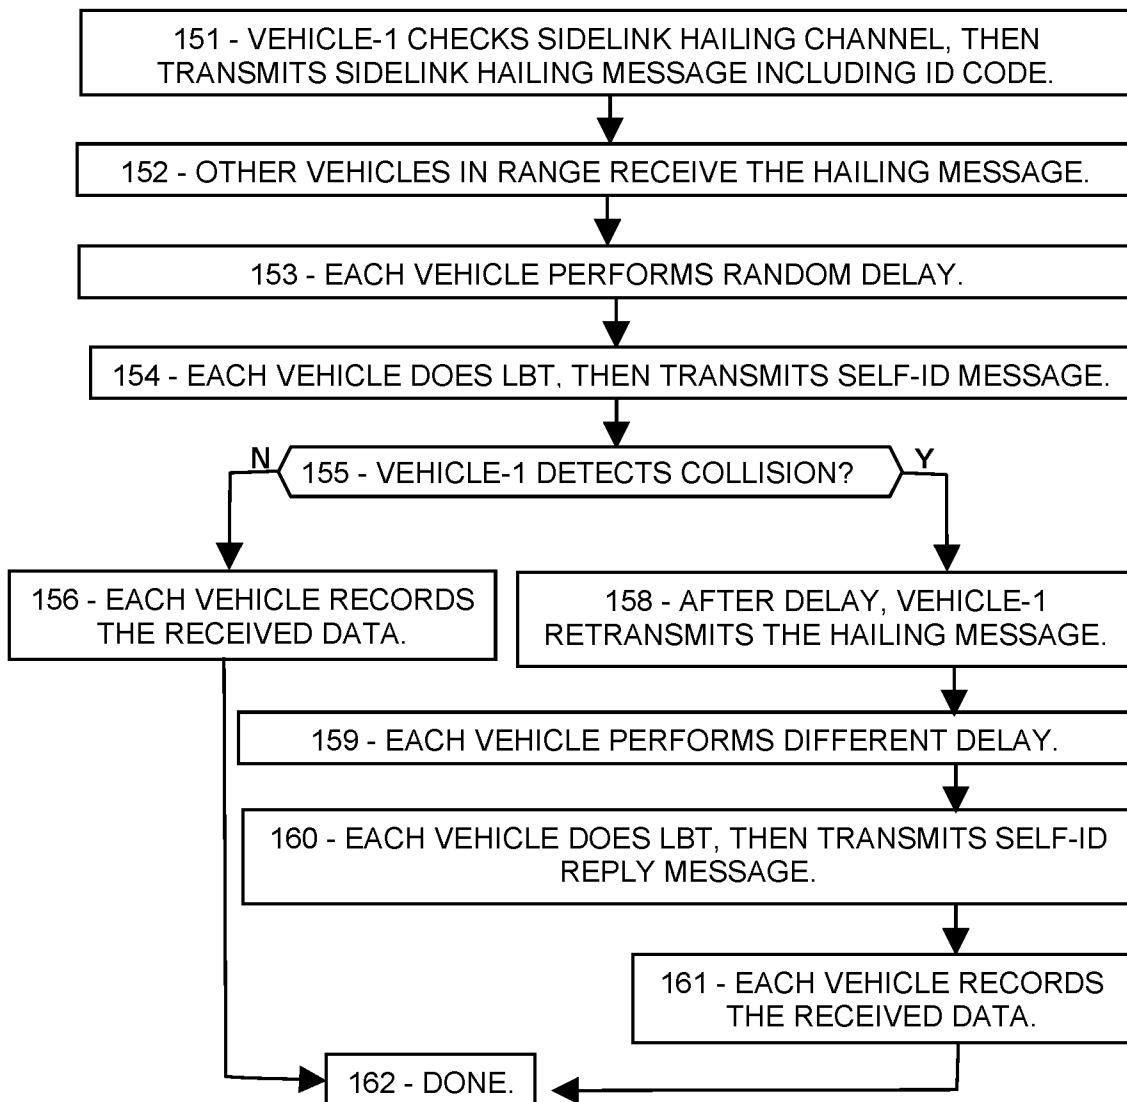 151 - VEHICLE-1 CHECKS SIDELINK HAILING CHANNEL, THEN
TRANSMITS SIDELINK HAILING MESSAGE INCLUDING ID CODE.
152 - OTHER VEHICLES IN RANGE RECEIVE THE HAILING MESSAGE.
153 - EACH VEHICLE PERFORMS RANDOM DELAY.
154 - EACH VEHICLE DOES LBT, THEN TRANSMITS SELF-ID MESSAGE.
N
155 - VEHICLE-1 DETECTS COLLISION?
Y
156 - EACH VEHICLE RECORDS
THE RECEIVED DATA.
158 - AFTER DELAY, VEHICLE-1
RETRANSMITS THE HAILING MESSAGE.
159 - EACH VEHICLE PERFORMS DIFFERENT DELAY.
160 - EACH VEHICLE DOES LBT, THEN TRANSMITS SELF-ID
REPLY MESSAGE.
161 - EACH VEHICLE RECORDS
THE RECEIVED DATA.
162 - DONE.